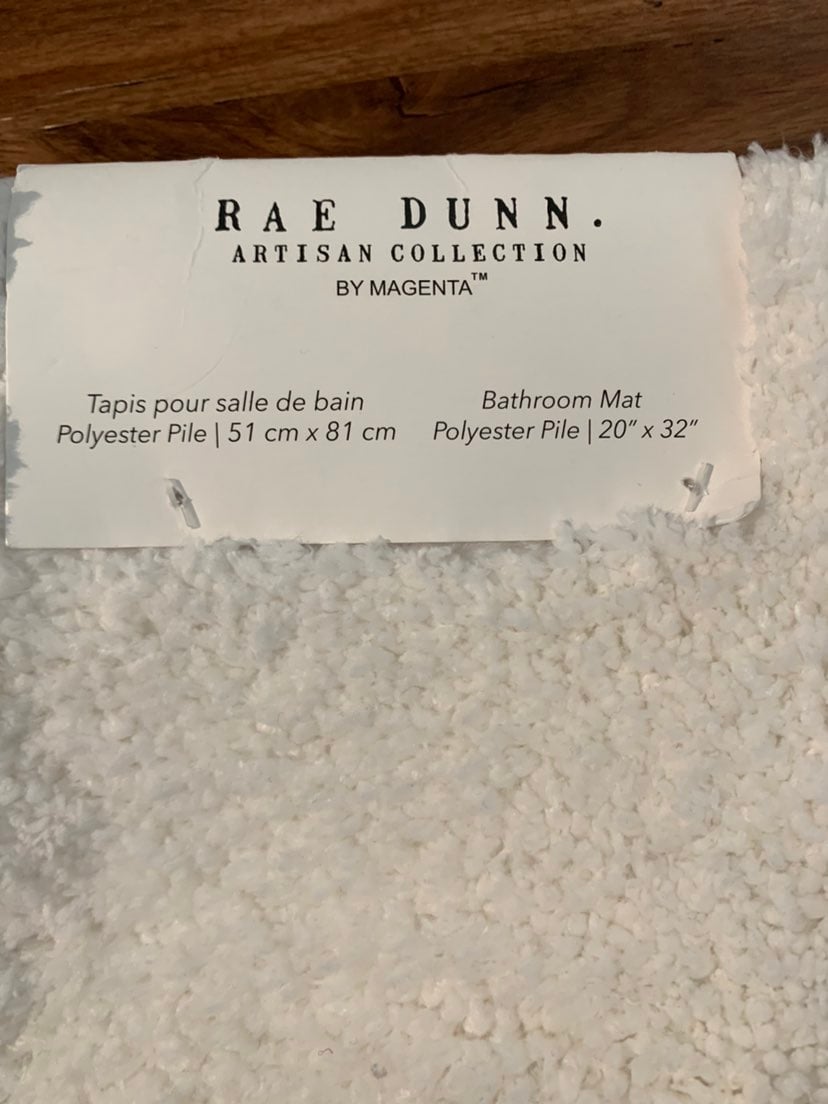 RAE DUNN.
ARTISAN COLLECTION
BY MAGENTA™
Tapis pour salle de bain
Polyester Pile | 51 cm x 81 cm
Bathroom Mat
Polyester Pile | 20” x 32”